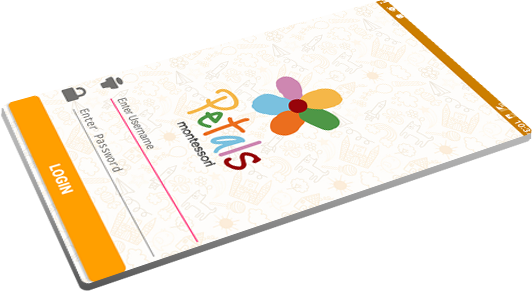 Petals
montessori
Enter Username
Enter Password
LOGIN